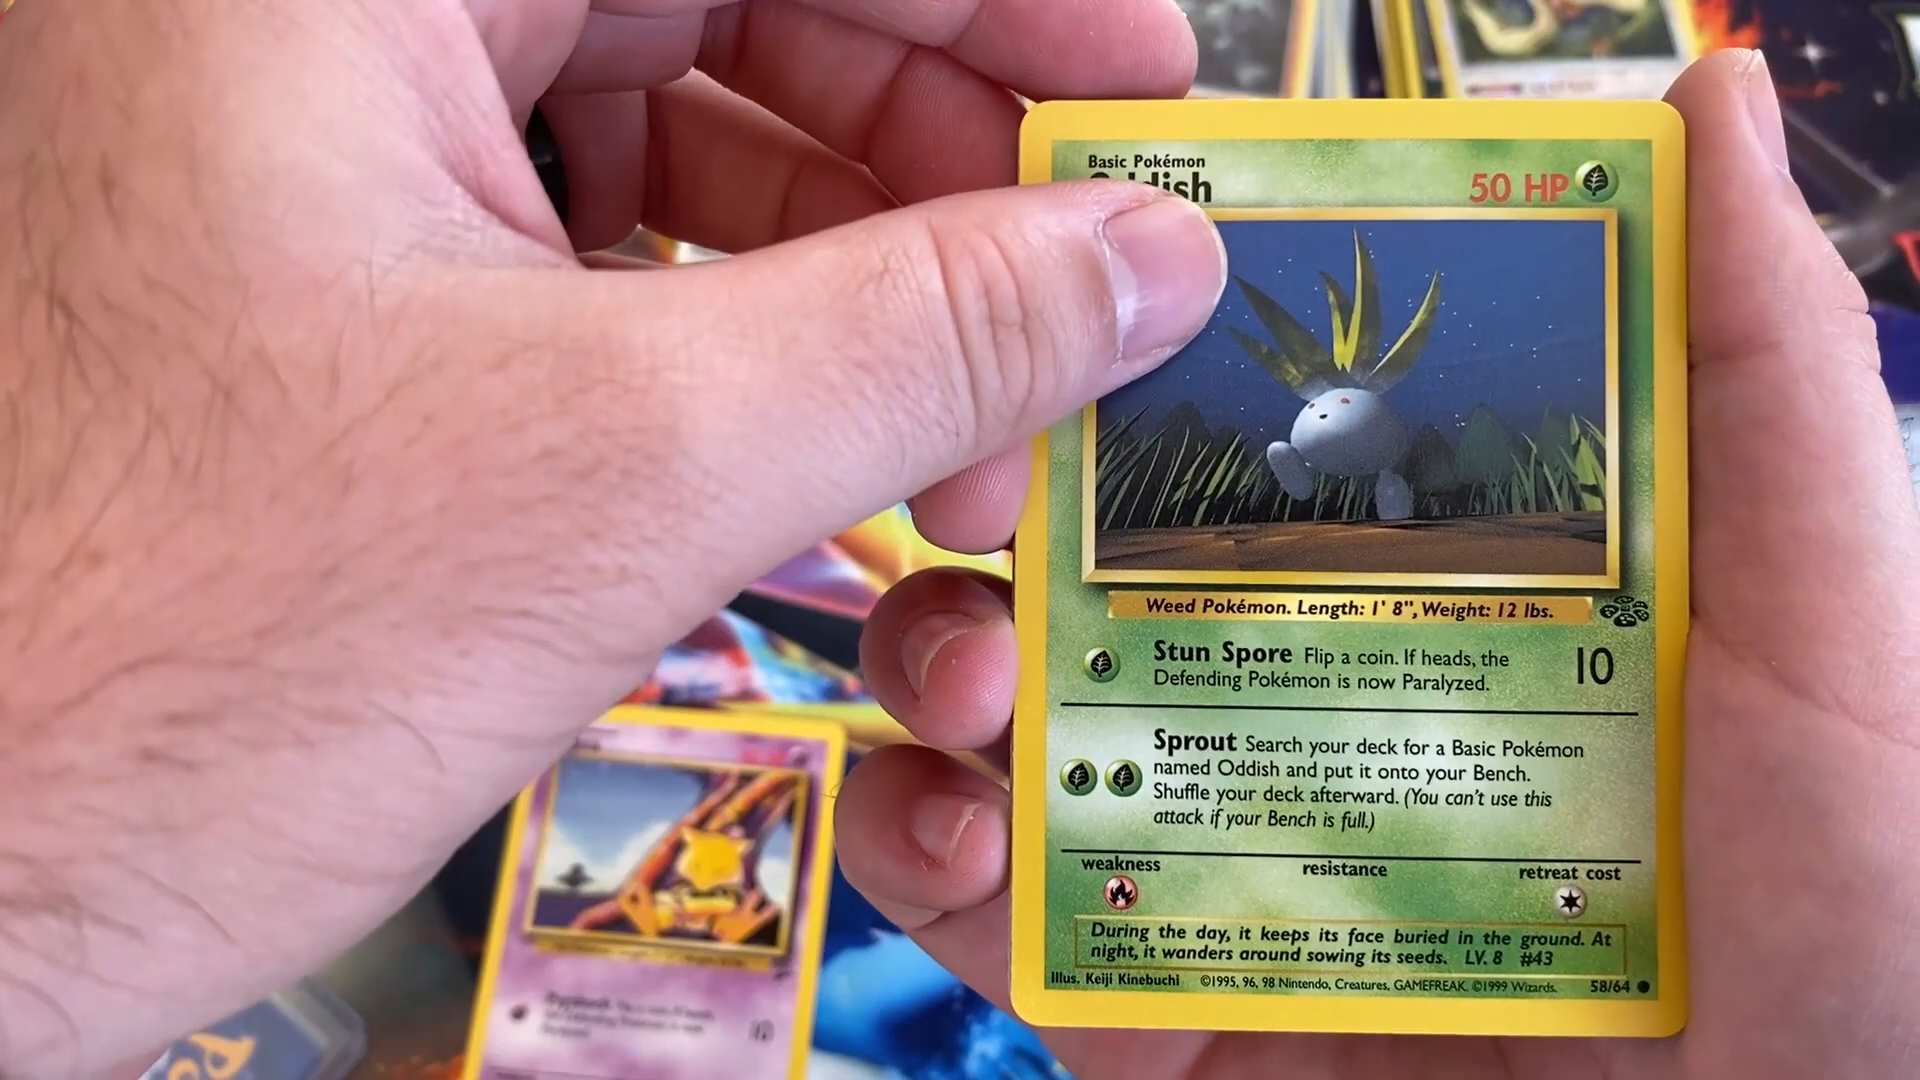 Basic Pokémon
Oddish
50 HP
Weed Pokémon. Length: 1' 8", Weight: 12 lbs.
Stun Spore Flip a coin. If heads, the
Defending Pokémon is now Paralyzed.
10
Sprout Search your deck for a Basic Pokémon
named Oddish and put it onto your Bench.
Shuffle your deck afterward. (You can't use this
attack if your Bench is full.)
weakness
resistance
retreat cost
During the day, it keeps its face buried in the ground. At
night, it wanders around sowing its seeds. LV. 8 #43
Illus. Keiji Kinebuchi
©1995, 96, 98 Nintendo, Creatures, GAMEFREAK. ©1999 Wizards.
58/64
10